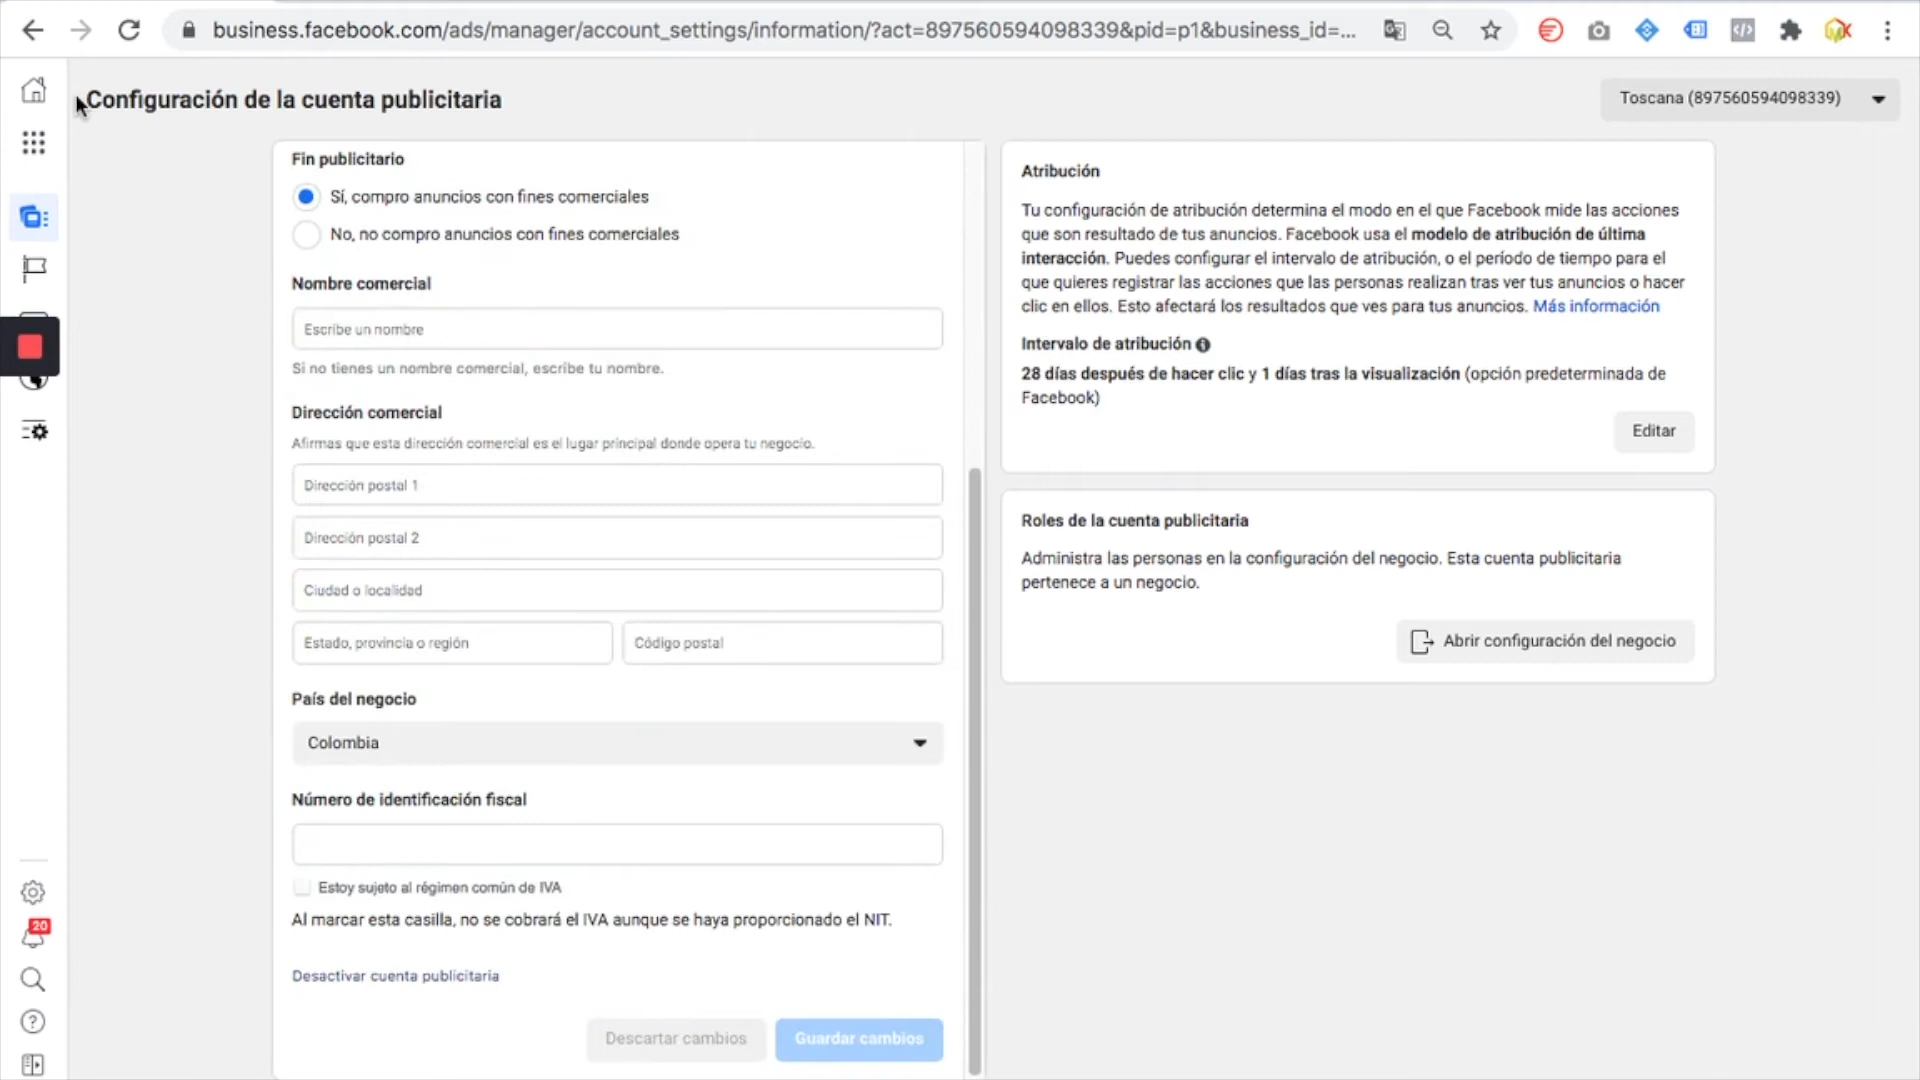 business.facebook.com/ads/manager/account_settings/information/?act=897560594098339&pid=p1&business_id=...
Configuración de la cuenta publicitaria
Toscana (897560594098339)
Fin publicitario
Sí, compro anuncios con fines comerciales
No, no compro anuncios con fines comerciales
Nombre comercial
Escribe un nombre
Si no tienes un nombre comercial, escribe tu nombre.
Dirección comercial
Afirmas que esta dirección comercial es el lugar principal donde opera tu negocio.
Dirección postal 1
Dirección postal 2
Ciudad o localidad
Estado, provincia o región
Código postal
País del negocio
Colombia
Número de identificación fiscal
Estoy sujeto al régimen común de IVA
Al marcar esta casilla, no se cobrará el IVA aunque se haya proporcionado el NIT.
Desactivar cuenta publicitaria
Descartar cambios
Guardar cambios
Atribución
Tu configuración de atribución determina el modo en el que Facebook mide las acciones
que son resultado de tus anuncios. Facebook usa el modelo de atribución de última
interacción. Puedes configurar el intervalo de atribución, o el período de tiempo para el
que quieres registrar las acciones que las personas realizan tras ver tus anuncios o hacer
clic en ellos. Esto afectará los resultados que ves para tus anuncios. Más información
Intervalo de atribución
28 días después de hacer clic y 1 días tras la visualización (opción predeterminada de
Facebook)
Editar
Roles de la cuenta publicitaria
Administra las personas en la configuración del negocio. Esta cuenta publicitaria
pertenece a un negocio.
Abrir configuración del negocio
20